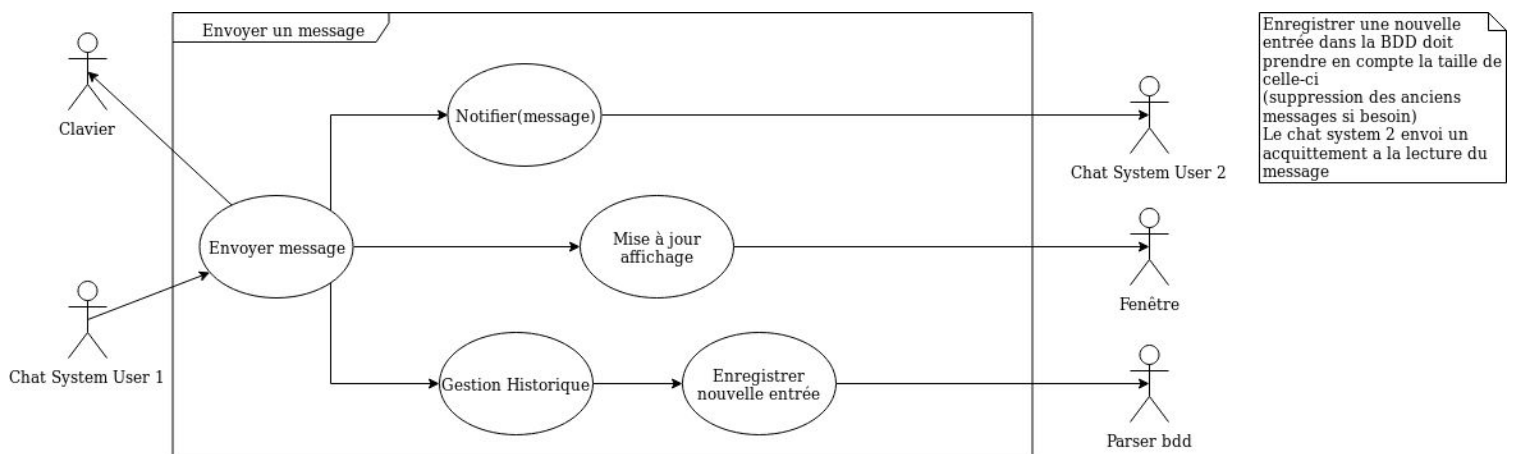 Envoyer un message
Enregistrer une nouvelle
entrée dans la BDD doit
prendre en compte la taille de
celle-ci
(suppression des anciens
messages si besoin)
Le chat system 2 envoi un
acquittement a la lecture du
message
Clavier
Notifier(message)
Chat System User 2
Envoyer message
Mise à jour
affichage
Fenêtre
Chat System User 1
Gestion Historique
Enregistrer
nouvelle entrée
Parser bdd